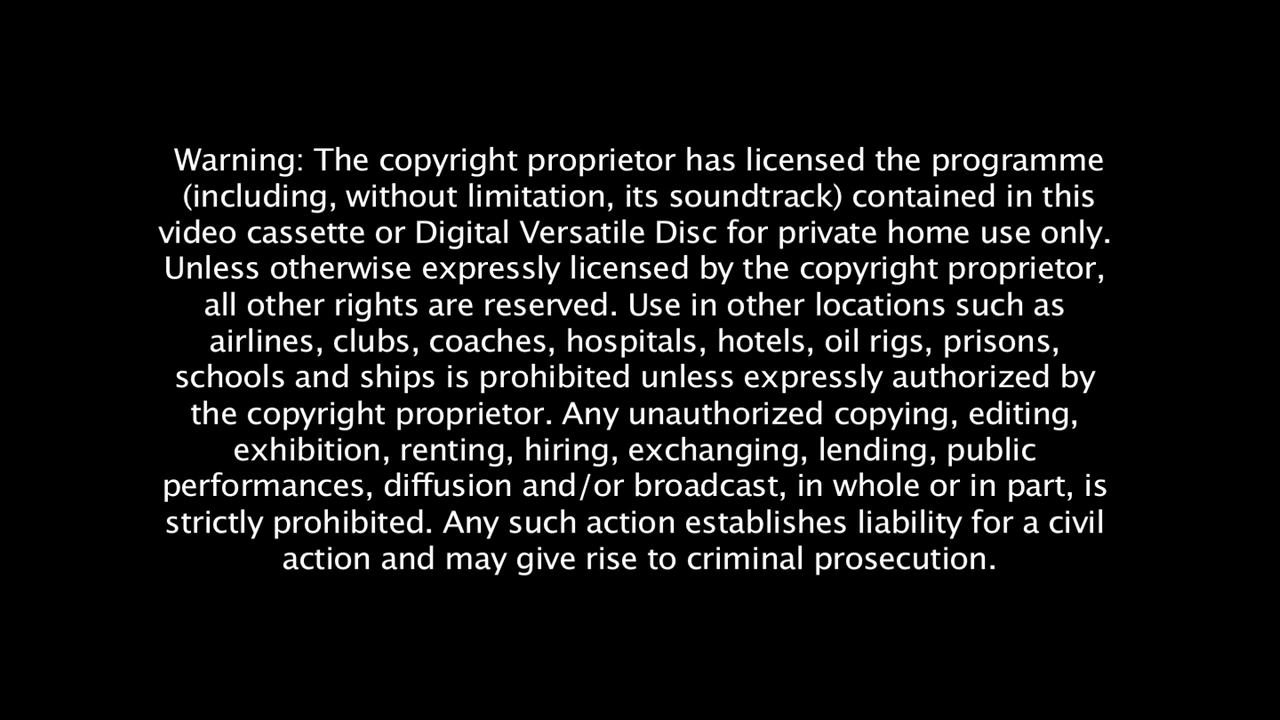 Warning: The copyright proprietor has licensed the programme
(including, without limitation, its soundtrack) contained in this
video cassette or Digital Versatile Disc for private home use only.
Unless otherwise expressly licensed by the copyright proprietor,
all other rights are reserved. Use in other locations such as
airlines, clubs, coaches, hospitals, hotels, oil rigs, prisons,
schools and ships is prohibited unless expressly authorized by
the copyright proprietor. Any unauthorized copying, editing,
exhibition, renting, hiring, exchanging, lending, public
performances, diffusion and/or broadcast, in whole or in part, is
strictly prohibited. Any such action establishes liability for a civil
action and may give rise to criminal prosecution.